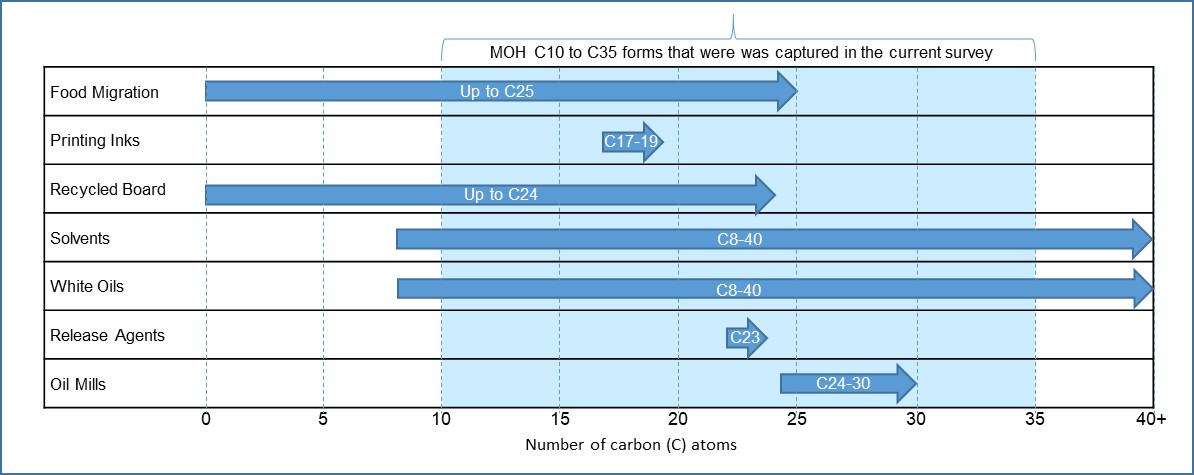 MOH C10 to C35 forms that were was captured in the current survey
Food Migration
Up to C25
Printing Inks
C17-19
Recycled Board
Up to C24
Solvents
C8-40
White Oils
C8-40
Release Agents
C23
Oil Mills
C24-30
0 5 10 15 20 25 30 35 40+
Number of carbon (C) atoms